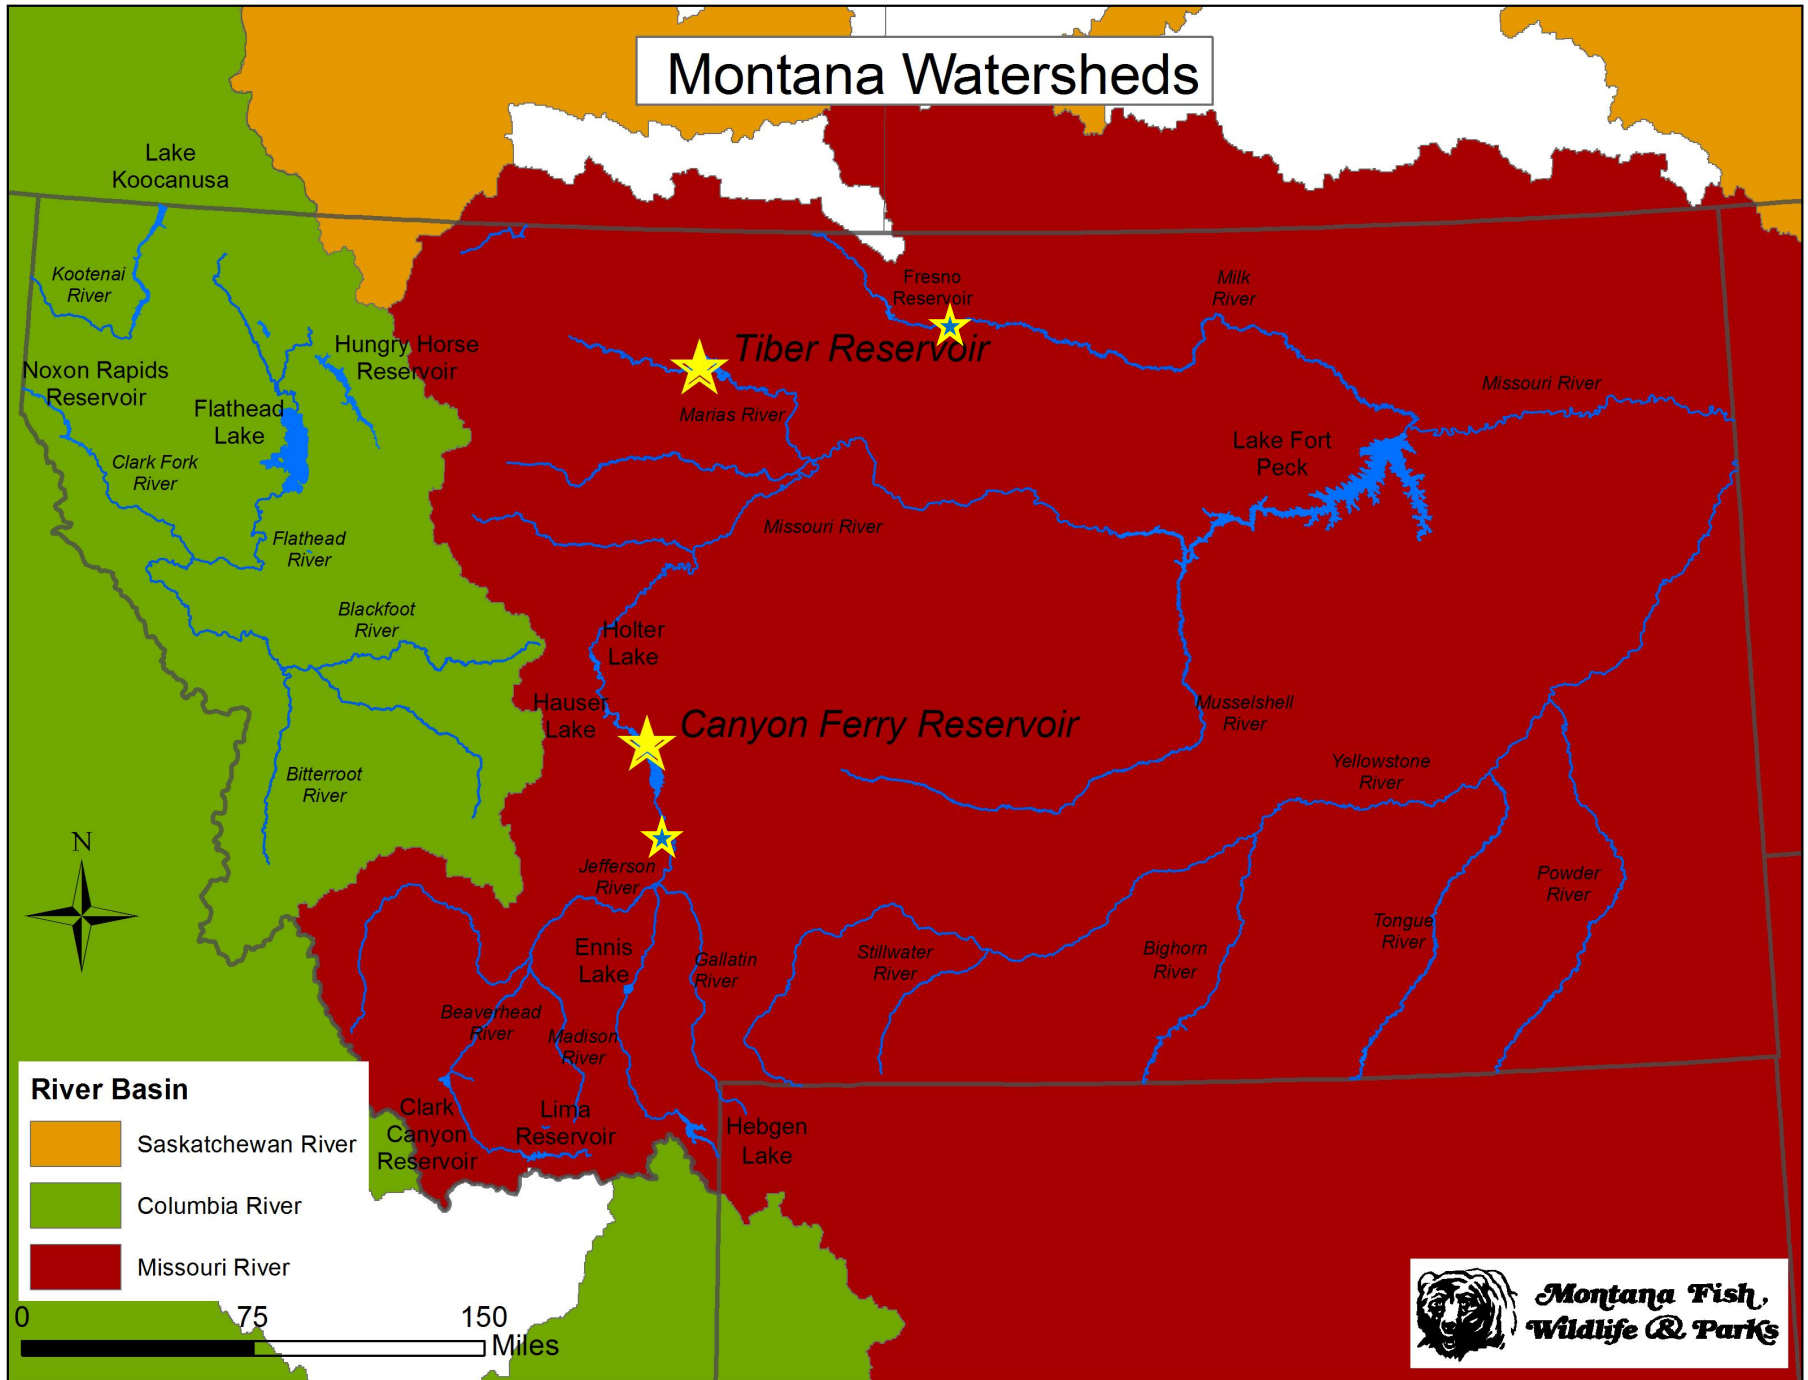 Montana Watersheds
Lake
Koocanusa
Kootenai
River
Fresno
Reservoir
Milk
River
Tiber Reservoir
Hungry Horse
Reservoir
Noxon Rapids
Reservoir
Missouri River
Flathead
Lake
Marias River
Lake Fort
Peck
Clark Fork
River
Missouri River
Flathead
River
Blackfoot
River
Holter
Lake
Hauser
Lake
Canyon Ferry Reservoir
Musselshell
River
Bitterroot
River
Yellowstone
River
N
Jefferson
River
Powder
River
Tongue
River
Ennis
Lake
Gallatin
River
Stillwater
River
Bighorn
River
Beaverhead
River
Madison
River
Clark
Canyon
Reservoir
Lima
Reservoir
Hebgen
Lake
River Basin
Saskatchewan River
Columbia River
Missouri River
0 75 150
Miles
Montana Fish,
Wildlife & Parks